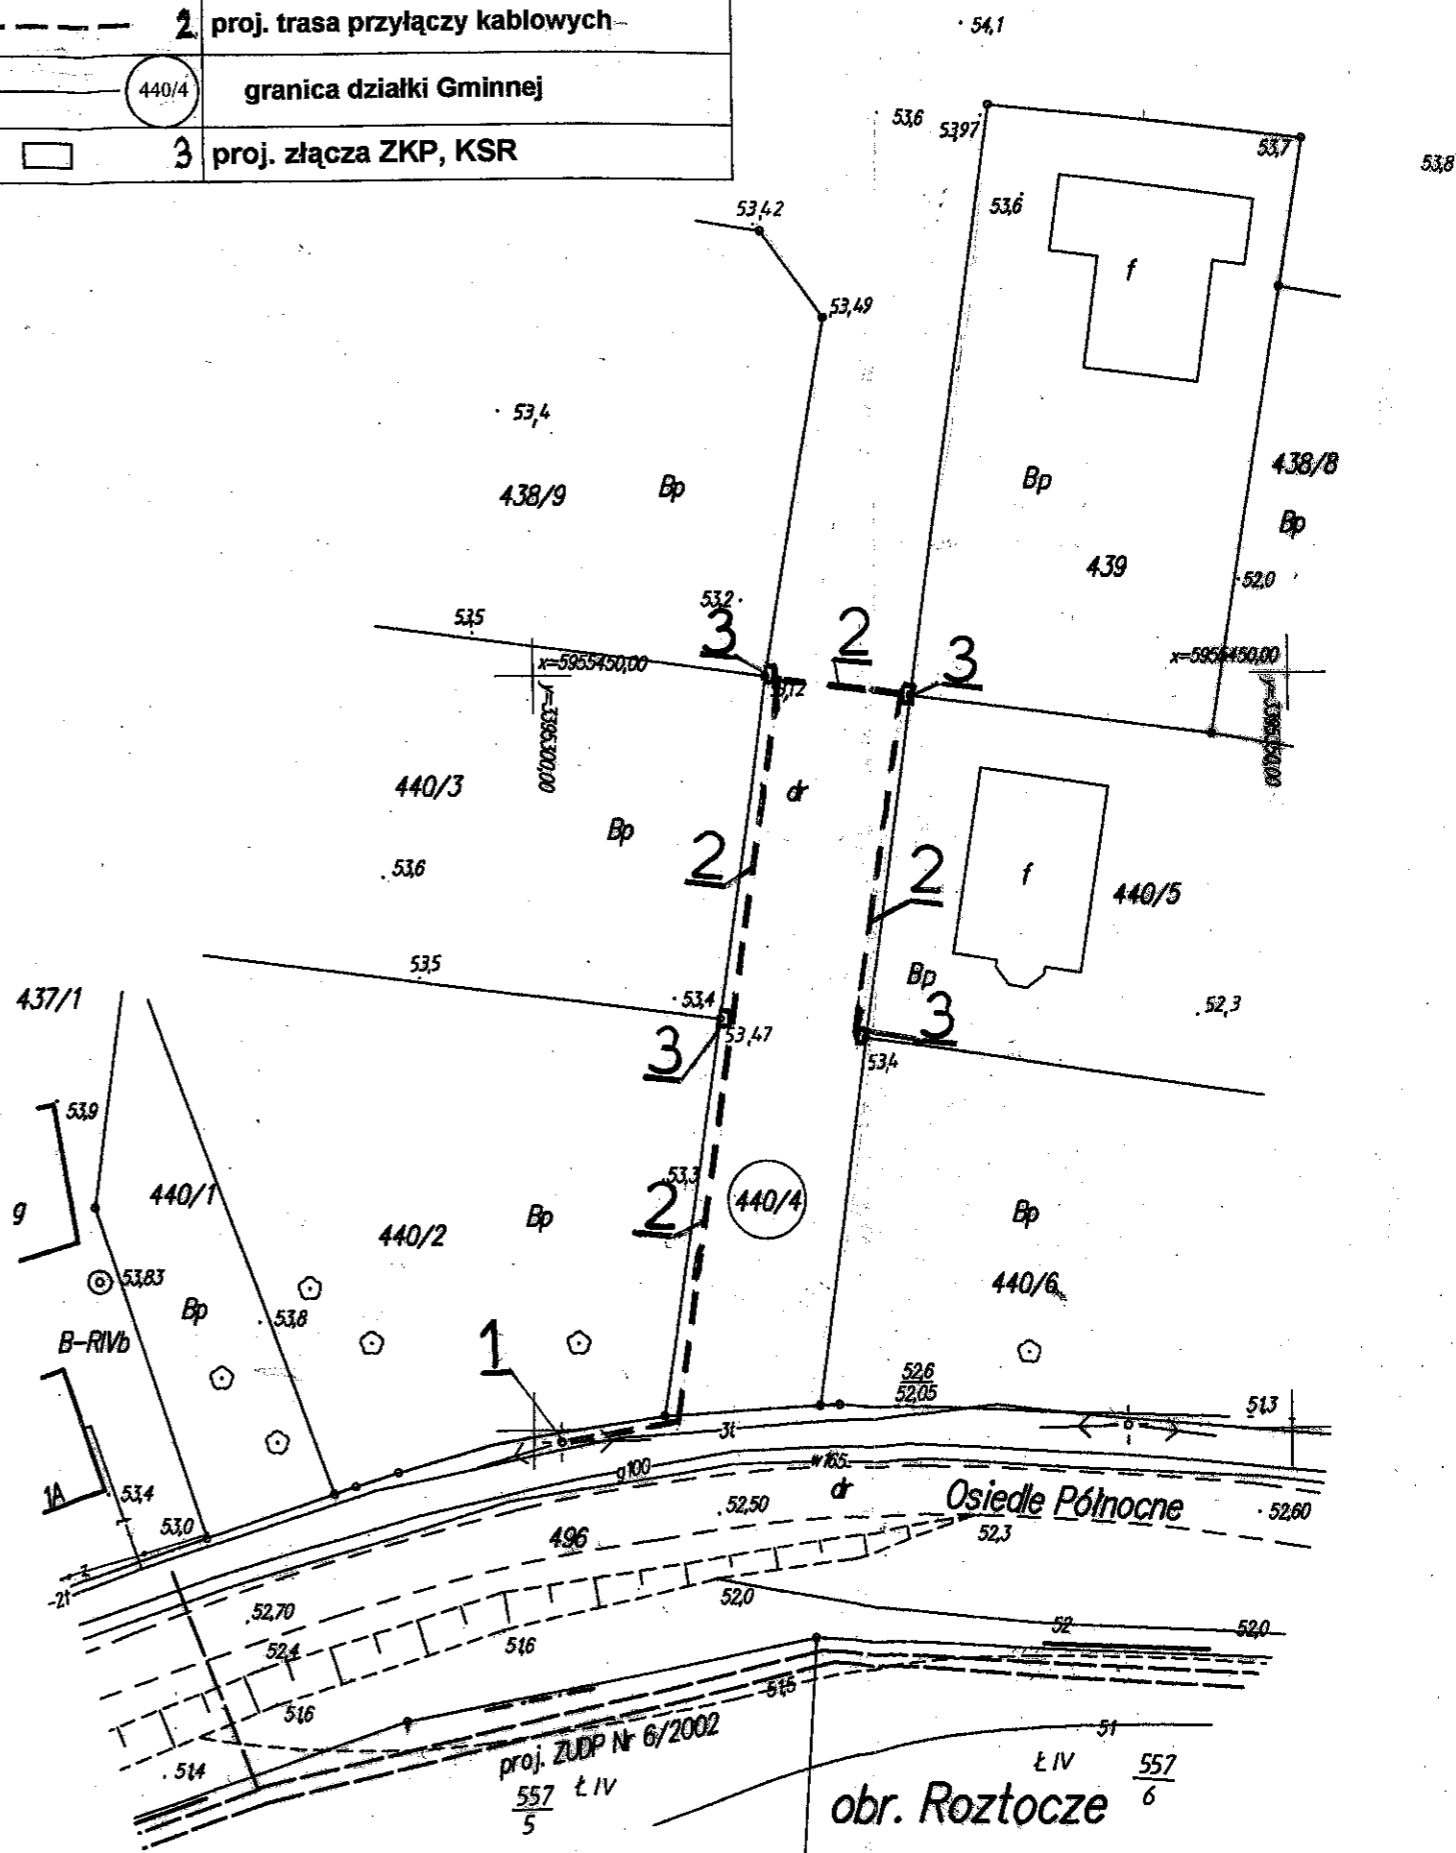 2 proj. trasa przyłączy kablowych
440/4 granica działki Gminnej
3 proj. złącza ZKP, KSR
54,1
53,6 53,97
53,7
53,8
53,6
53,42
53,49
f
53,4
438/9 Bp
Bp
438/8
Bp
439
52,0
53,2
53,5
3 2 3
x=5955450,00
x=5955450,00
y=3395300,00
53,12
440/3
dr
Bp
53,6
2
2
f
440/5
53,5
Bp
437/1
53,4
53,47
3
3
52,3
53,4
53,9
g
440/1
53,3
2
440/4
440/2
Bp
Bp
440/6
53,83
Bp
53,8
B-RIVb
1
52,6
52,05
51,3
3t
g100
w165
dr
Osiedle Północne
1A
53,4
53,0
52,50
52,60
496
52,3
-2t
52,70
52,4
52,0
52
52,0
51,6
51,6
51,5
51,4
proj. ZUDP Nr 6/2002
51
557
5
Ł IV
Ł IV
557
6
obr. Roztocze